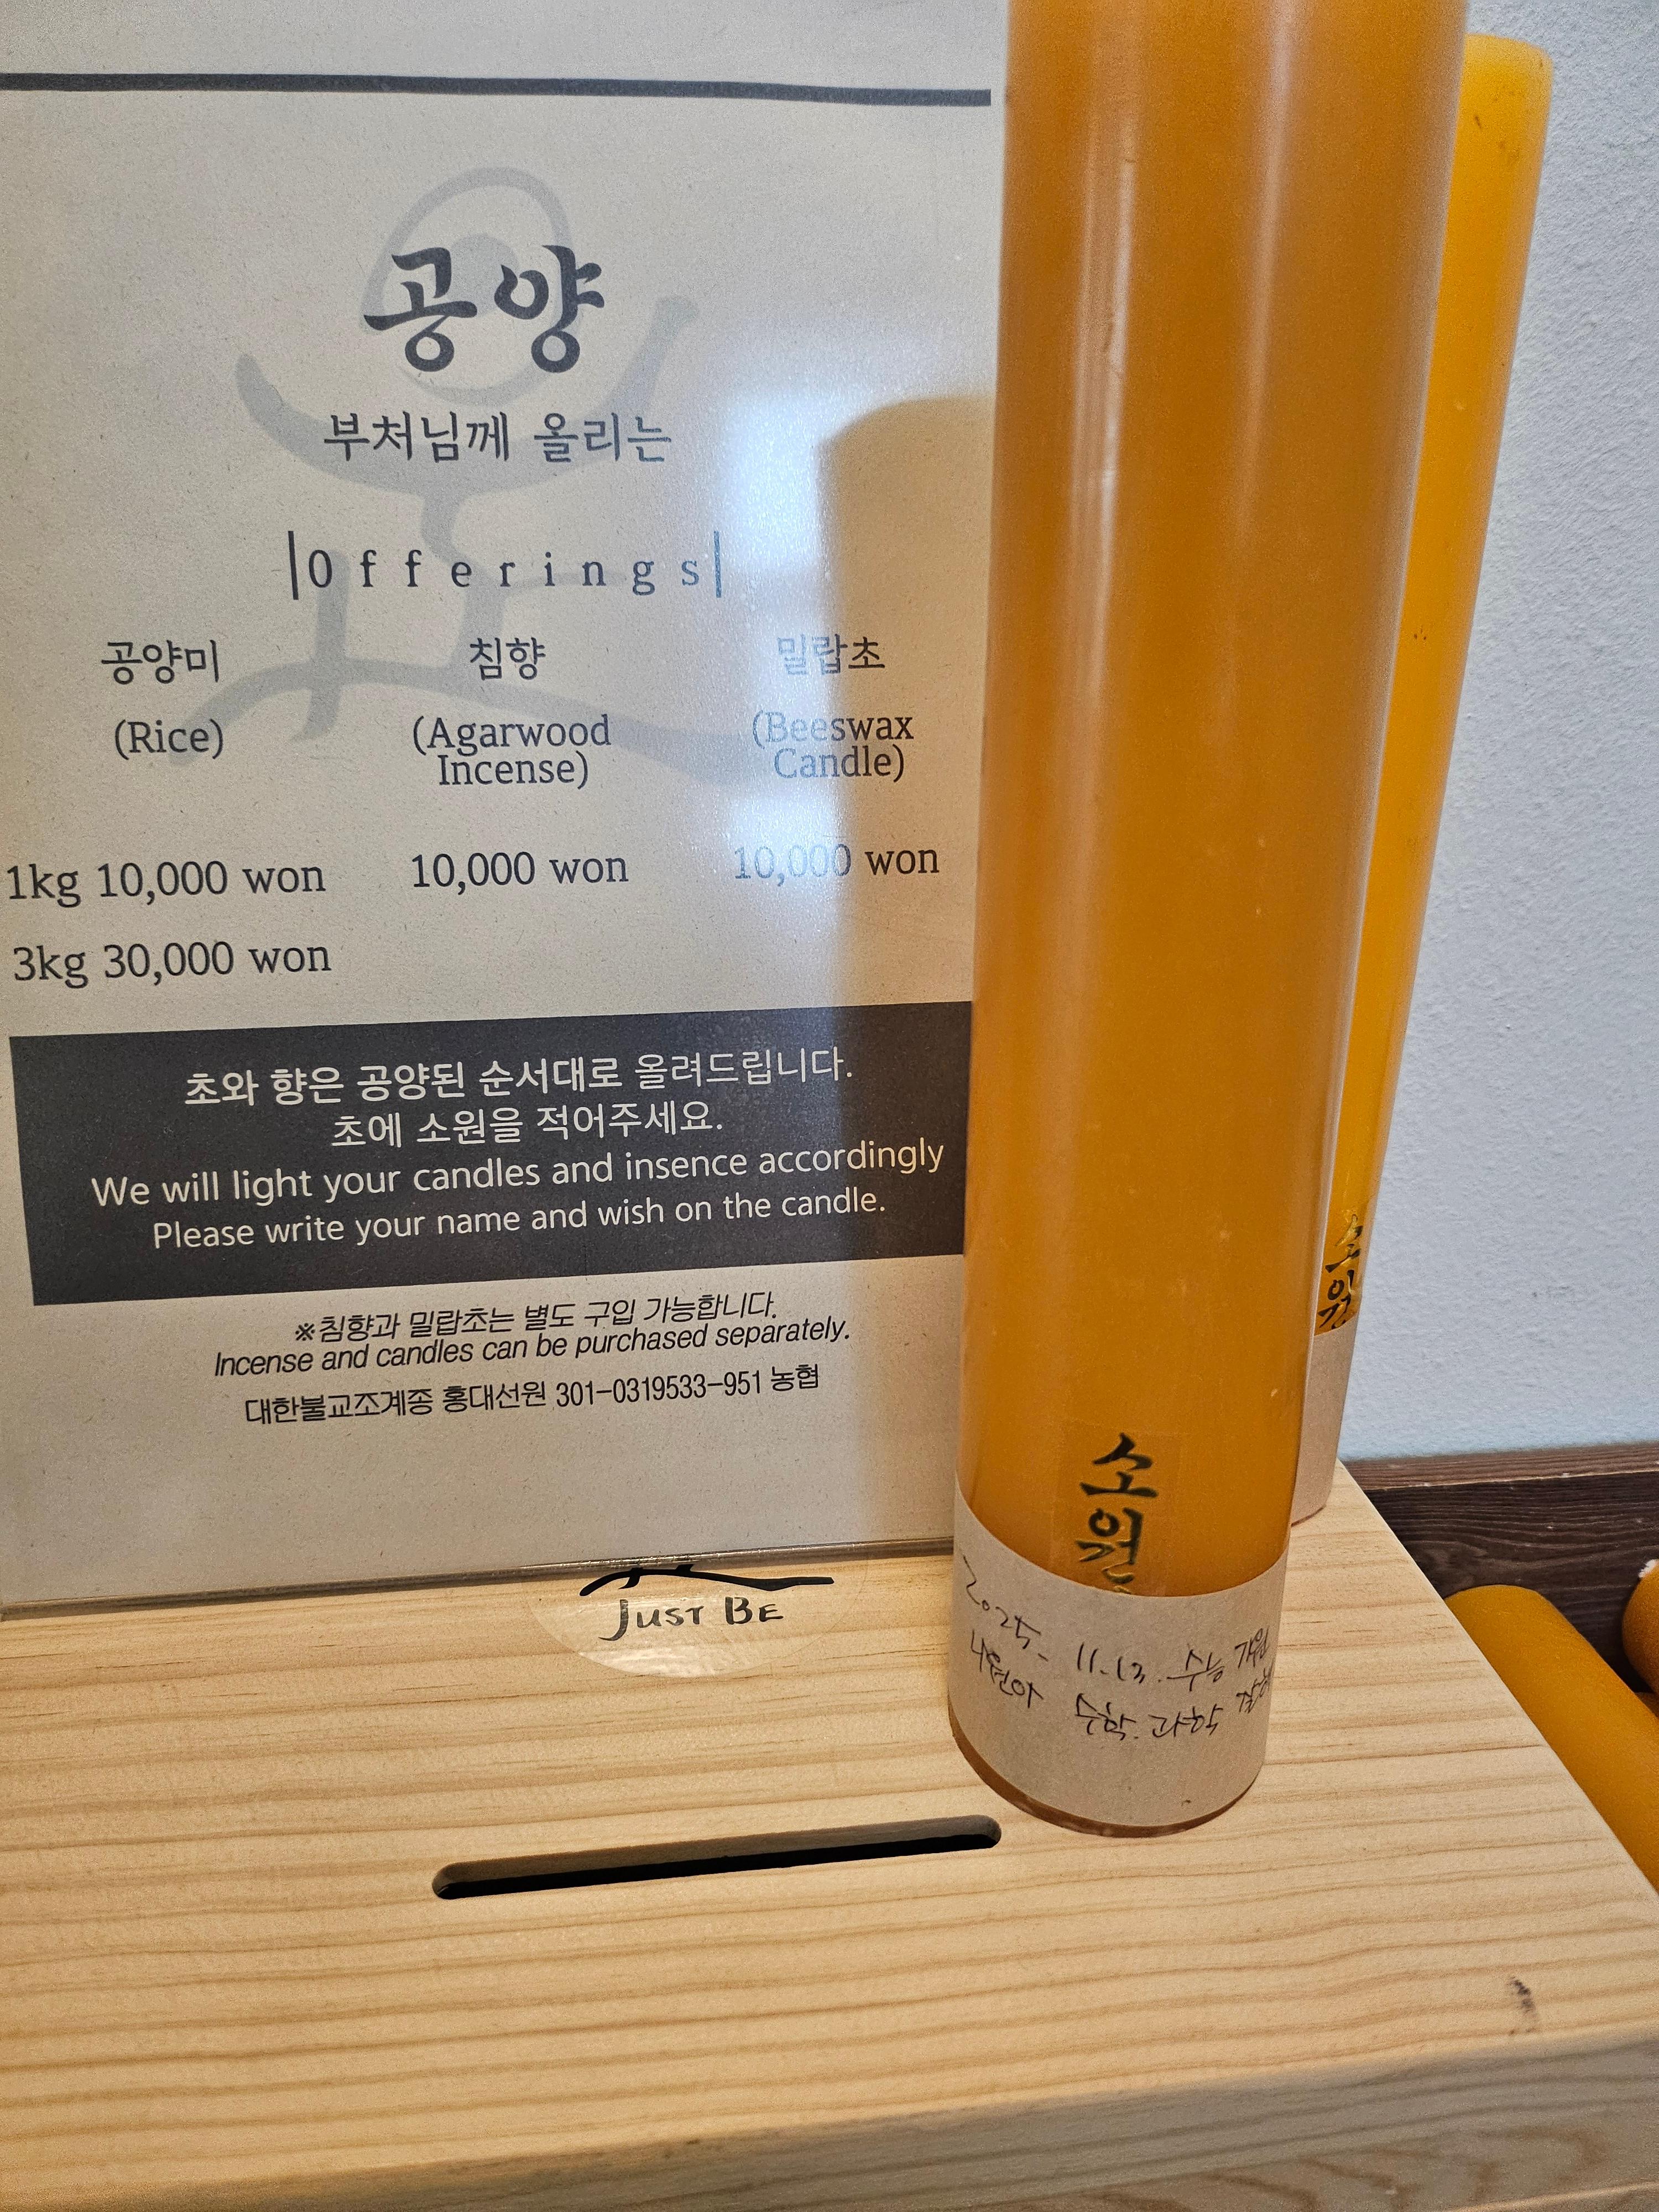 공양
부처님께 올리는
|Offerings|
공양미 침향 밀랍초
(Rice) (Agarwood Incense) (Beeswax Candle)
1kg 10,000 won 10,000 won 10,000 won
3kg 30,000 won
초와 향은 공양된 순서대로 올려드립니다.
초에 소원을 적어주세요.
We will light your candles and insence accordingly
Please write your name and wish on the candle.
※침향과 밀랍초는 별도 구입 가능합니다.
Incense and candles can be purchased separately.
대한불교조계종 홍대선원 301-0319533-951 농협
JUST BE
소원
2025. 11.13. 수능
수학. 과학
소원